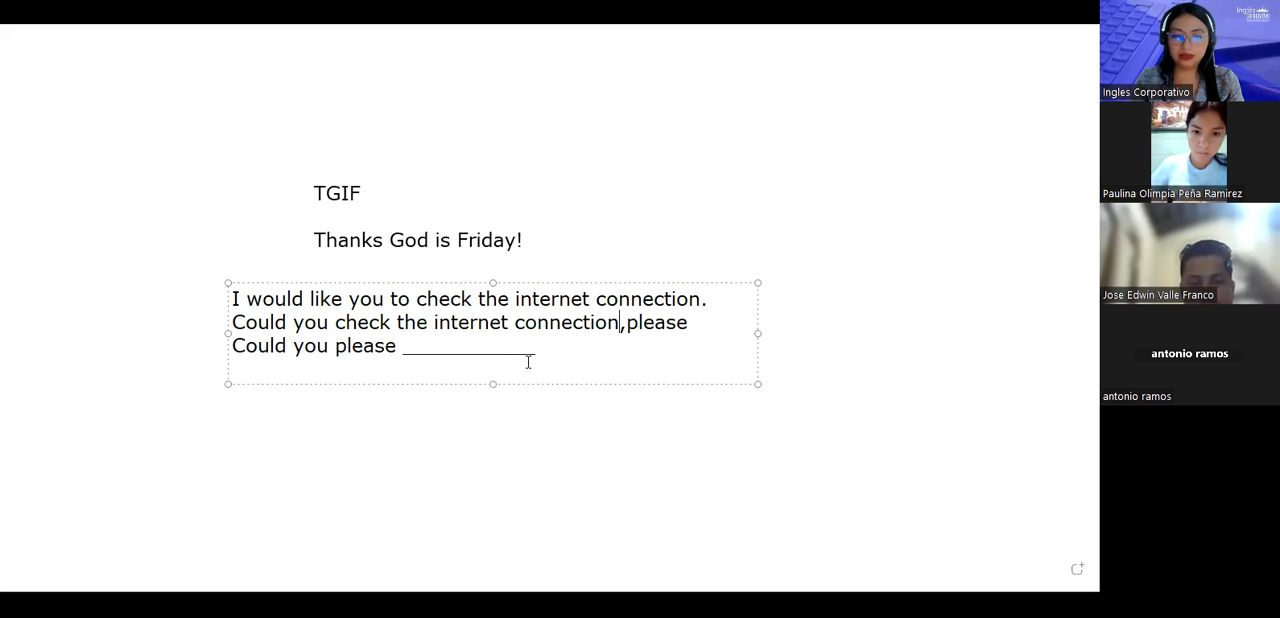 TGIF
Thanks God is Friday!
I would like you to check the internet connection.
Could you check the internet connection,please
Could you please _____________
Ingles Corporativo
Paulina Olimpia Peña Ramirez
Jose Edwin Valle Franco
antonio ramos
antonio ramos